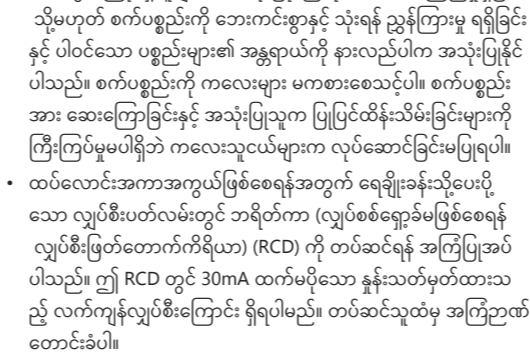 သို့မဟုတ် စက်ပစ္စည်းကို ဘေးကင်းစွာနှင့် သုံးရန် ညွှန်ကြားမှု ရရှိခြင်း
နှင့် ပါဝင်သော ပစ္စည်းများ၏ အန္တရာယ်ကို နားလည်ပါက အသုံးပြုနိုင်
ပါသည်။ စက်ပစ္စည်းကို ကလေးများ မကစားစေသင့်ပါ။ စက်ပစ္စည်း
အား ဆေးကြောခြင်းနှင့် အသုံးပြုသူက ပြုပြင်ထိန်းသိမ်းခြင်းများကို
ကြီးကြပ်မှုမပါရှိဘဲ ကလေးသူငယ်များက လုပ်ဆောင်ခြင်းမပြုရပါ။
• ထပ်လောင်းအကာအကွယ်ဖြစ်စေရန်အတွက် ရေချိုးခန်းသို့ပေးပို့
သော လျှပ်စီးပတ်လမ်းတွင် ဘရိတ်ကာ (လျှပ်စစ်ရှော့ခ်မဖြစ်စေရန်
လျှပ်စီးဖြတ်တောက်ကိရိယာ) (RCD) ကို တပ်ဆင်ရန် အကြံပြုအပ်
ပါသည်။ ဤ RCD တွင် 30mA ထက်မပိုသော နှုန်းသတ်မှတ်ထားသ
ည့် လက်ကျန်လျှပ်စီးကြောင်း ရှိရပါမည်။ တပ်ဆင်သူထံမှ အကြံဉာဏ်
တောင်းခံပါ။